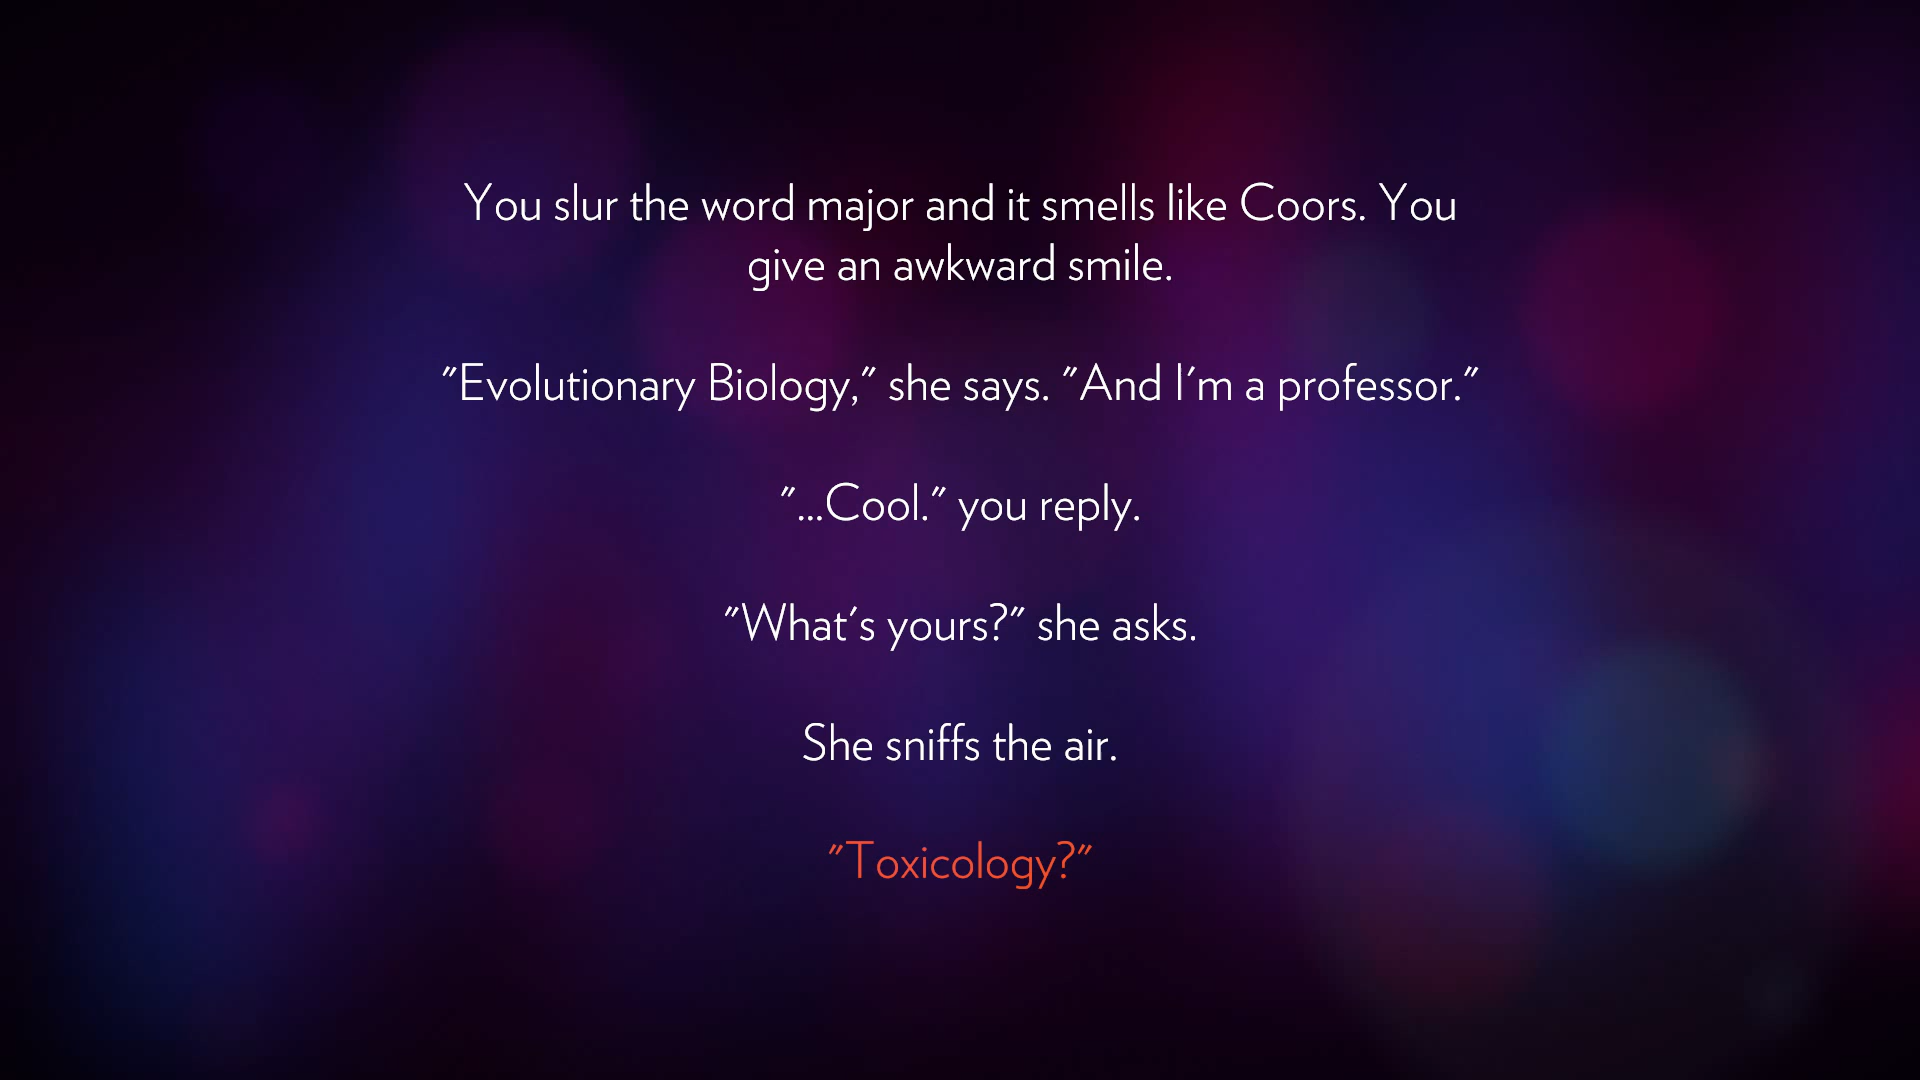 You slur the word major and it smells like Coors. You
give an awkward smile.
"Evolutionary Biology," she says. "And I'm a professor."
"...Cool." you reply.
"What's yours?" she asks.
She sniffs the air.
"Toxicology?"